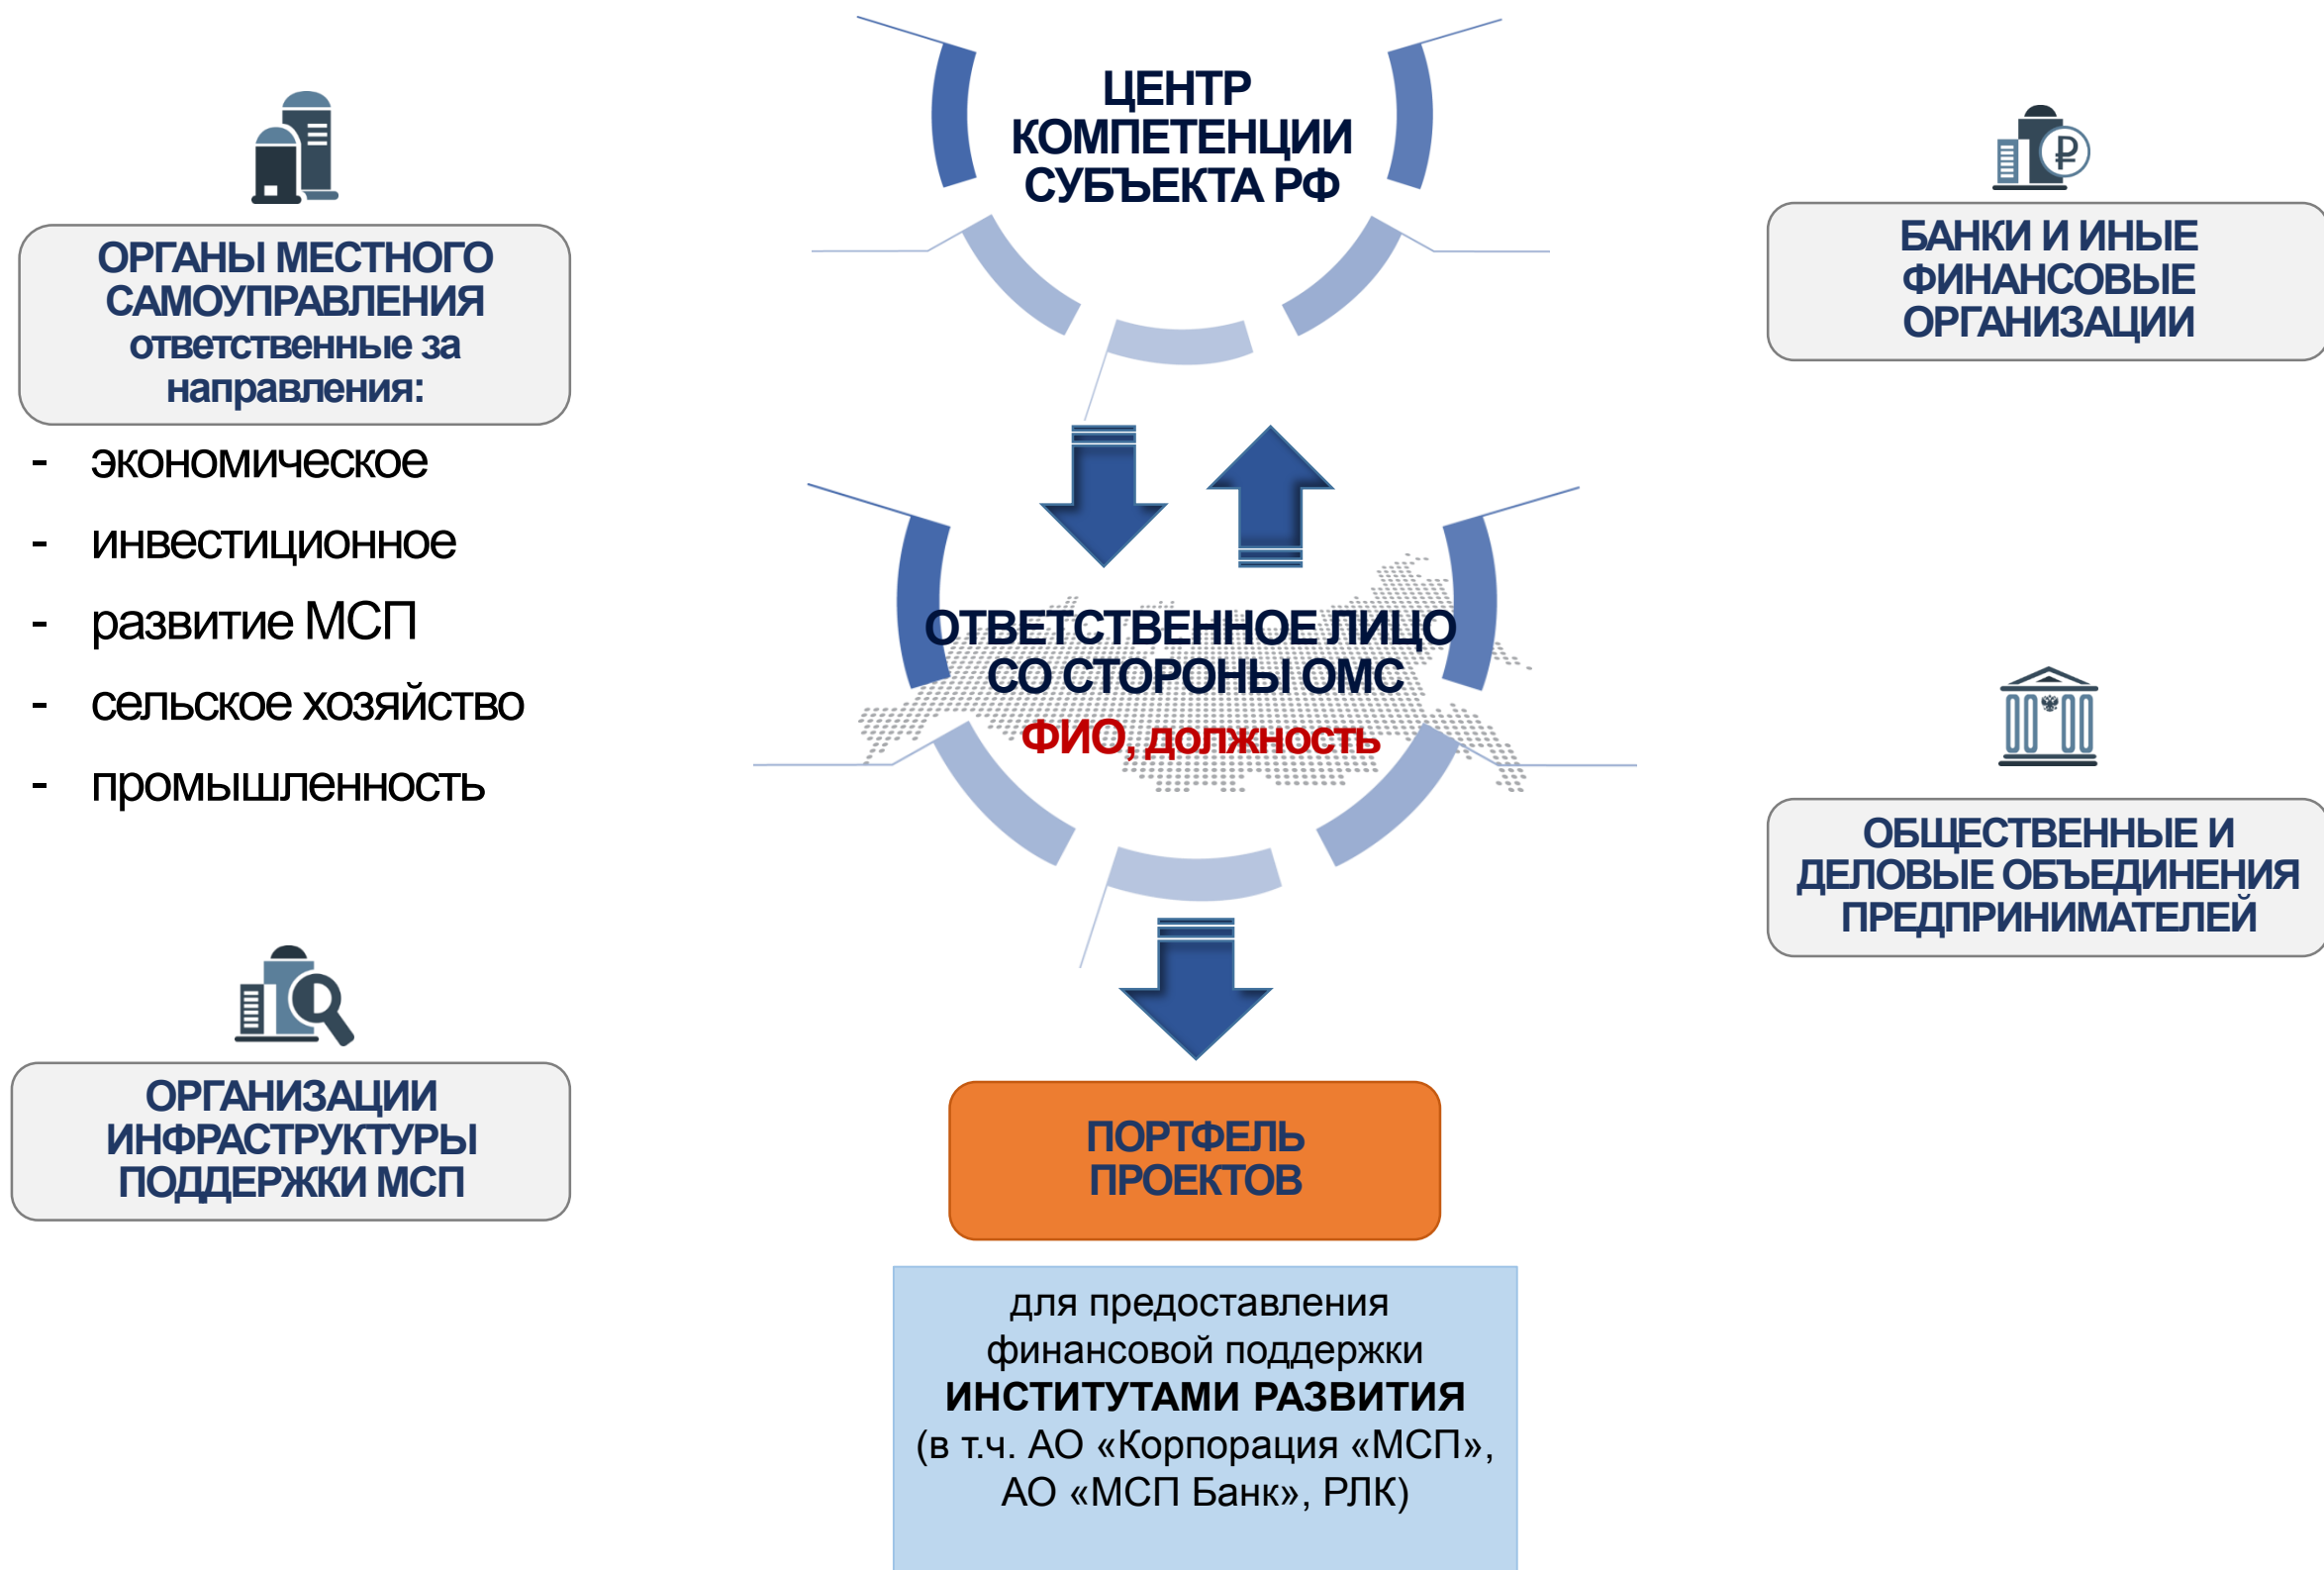 ЦЕНТР
КОМПЕТЕНЦИИ
СУБЪЕКТА РФ
ОРГАНЫ МЕСТНОГО
САМОУПРАВЛЕНИЯ
ответственные за
направления:
- экономическое
- инвестиционное
- развитие МСП
- сельское хозяйство
- промышленность
ОРГАНИЗАЦИИ
ИНФРАСТРУКТУРЫ
ПОДДЕРЖКИ МСП
ОТВЕТСТВЕННОЕ ЛИЦО
СО СТОРОНЫ ОМС
ФИО, должность
ПОРТФЕЛЬ
ПРОЕКТОВ
для предоставления
финансовой поддержки
ИНСТИТУТАМИ РАЗВИТИЯ
(в т.ч. АО «Корпорация «МСП»,
АО «МСП Банк», РЛК)
₽
БАНКИ И ИНЫЕ
ФИНАНСОВЫЕ
ОРГАНИЗАЦИИ
ОБЩЕСТВЕННЫЕ И
ДЕЛОВЫЕ ОБЪЕДИНЕНИЯ
ПРЕДПРИНИМАТЕЛЕЙ